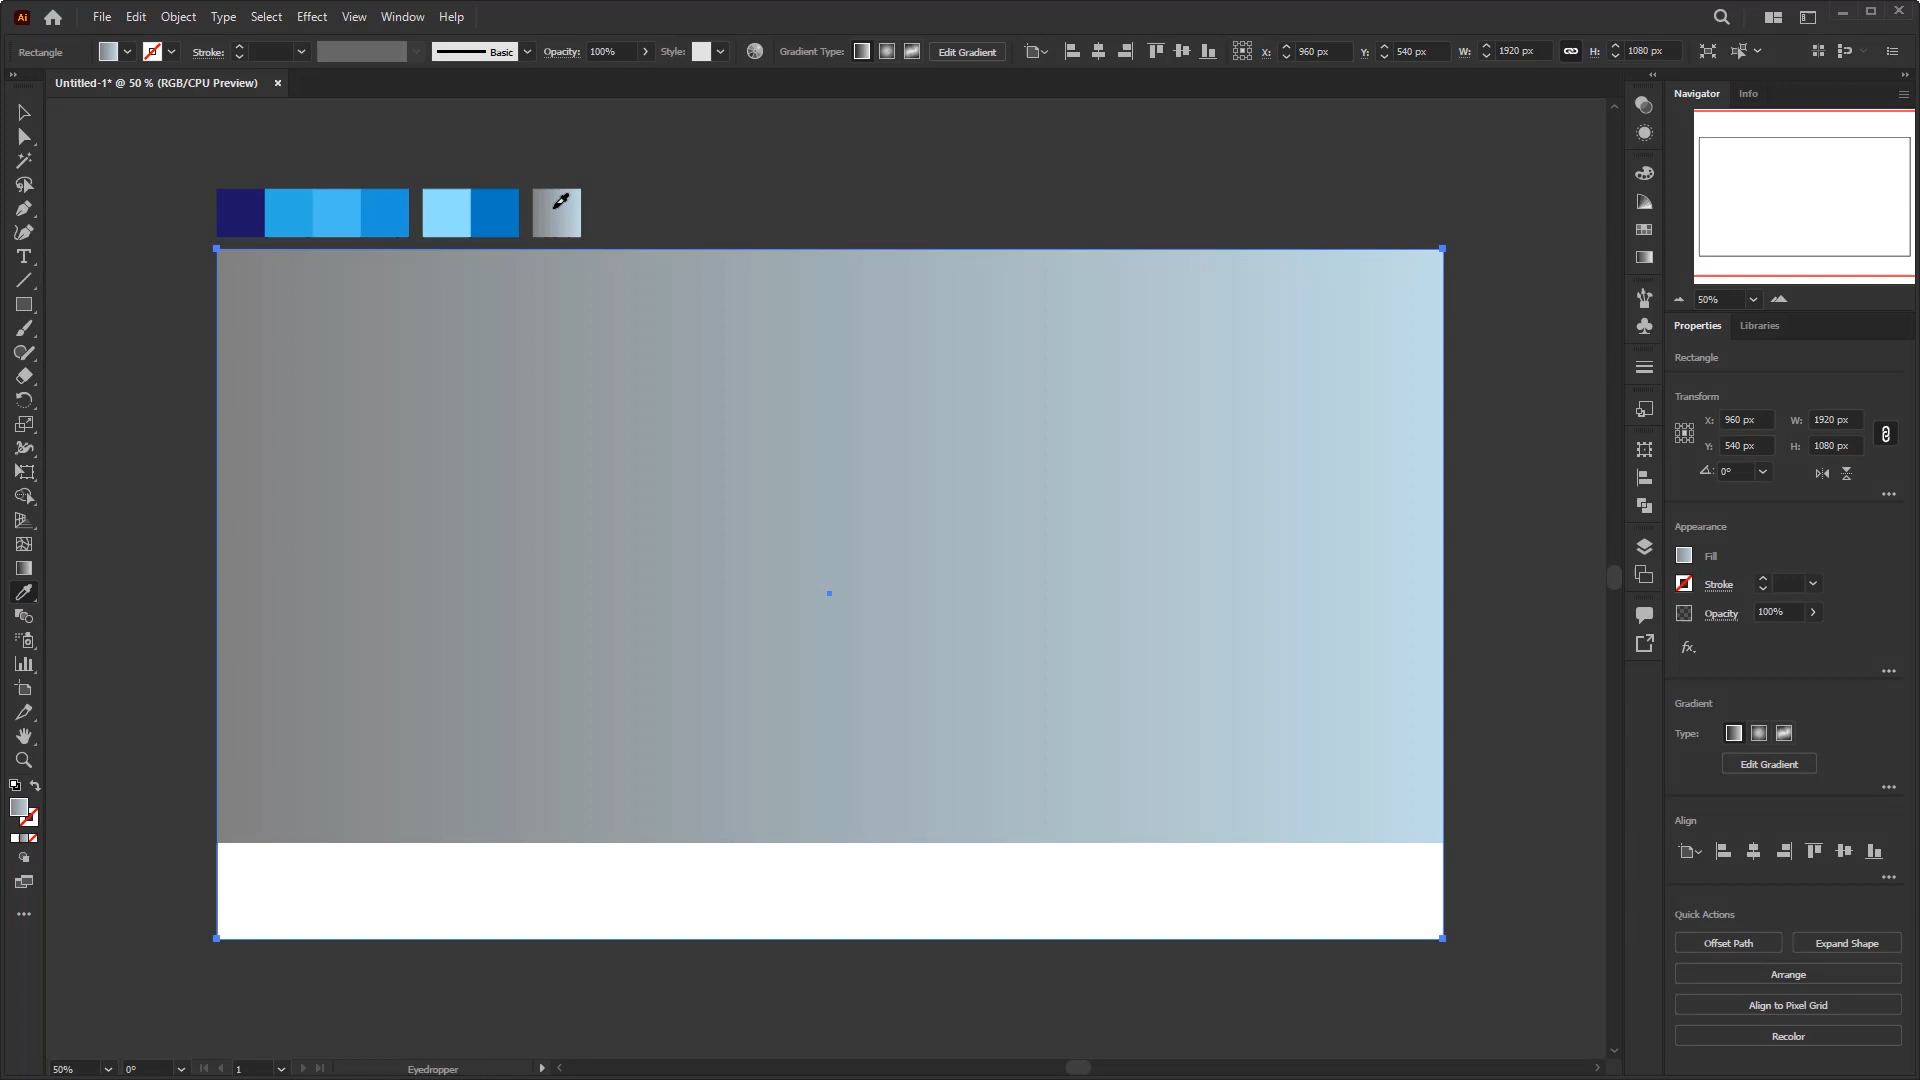 Ai
File Edit Object Type Select Effect View Window Help
Rectangle Stroke: Basic Opacity: 100% Style: Gradient Type: Edit Gradient X: 960 px Y: 540 px W: 1920 px H: 1080 px
Untitled-1* @ 50 % (RGB/CPU Preview)
Navigator Info
50%
Properties Libraries
Rectangle
Transform
X: 960 px W: 1920 px
Y: 540 px H: 1080 px
0°
Appearance
Fill
Stroke
Opacity 100%
fx
Gradient
Type:
Edit Gradient
Align
Quick Actions
Offset Path Expand Shape
Arrange
Align to Pixel Grid
Recolor
50% 0° 1 Eyedropper